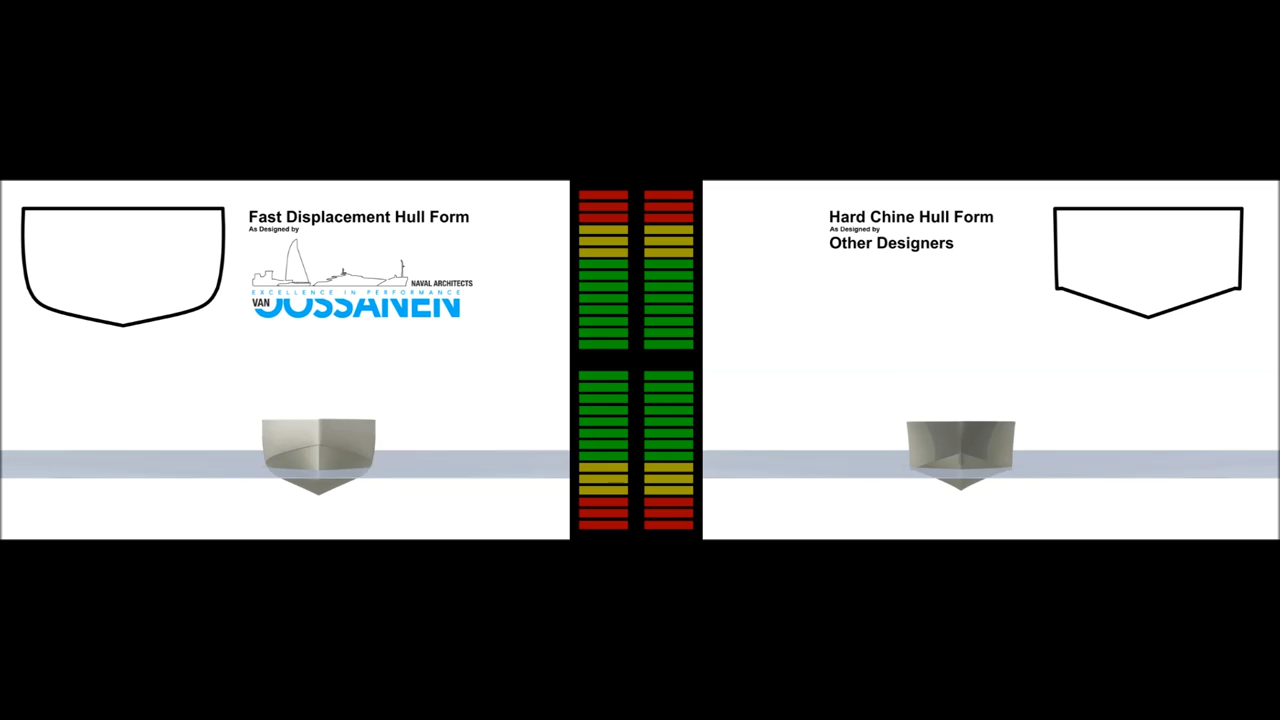 Fast Displacement Hull Form
As Designed by
NAVAL ARCHITECTS
EXCELLENCE IN PERFORMANCE
VAN OOSSANEN
Hard Chine Hull Form
As Designed by
Other Designers